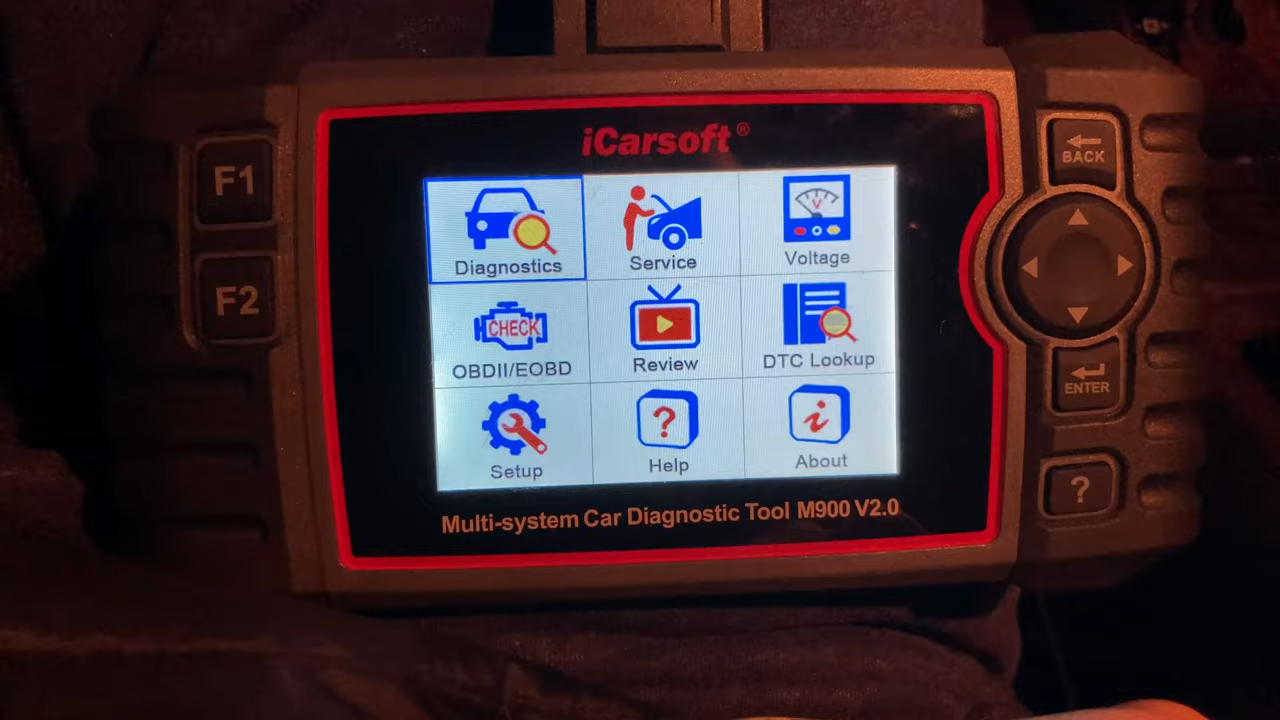 iCarsoft®
F1
F2
BACK
ENTER
?
Diagnostics
Service
V
Voltage
CHECK
OBDII/EOBD
Review
DTC Lookup
Setup
?
Help
i
About
Multi-system Car Diagnostic Tool M900 V2.0